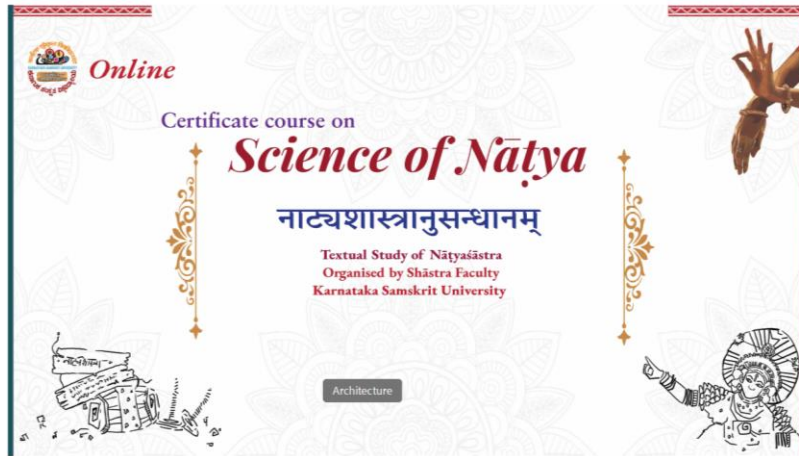 Online
Certificate course on
Science of Nāṭya
नाट्यशास्त्रानुसन्धानम्
Textual Study of Nāṭyaśāstra
Organised by Shāstra Faculty
Karnataka Samskrit University
Architecture